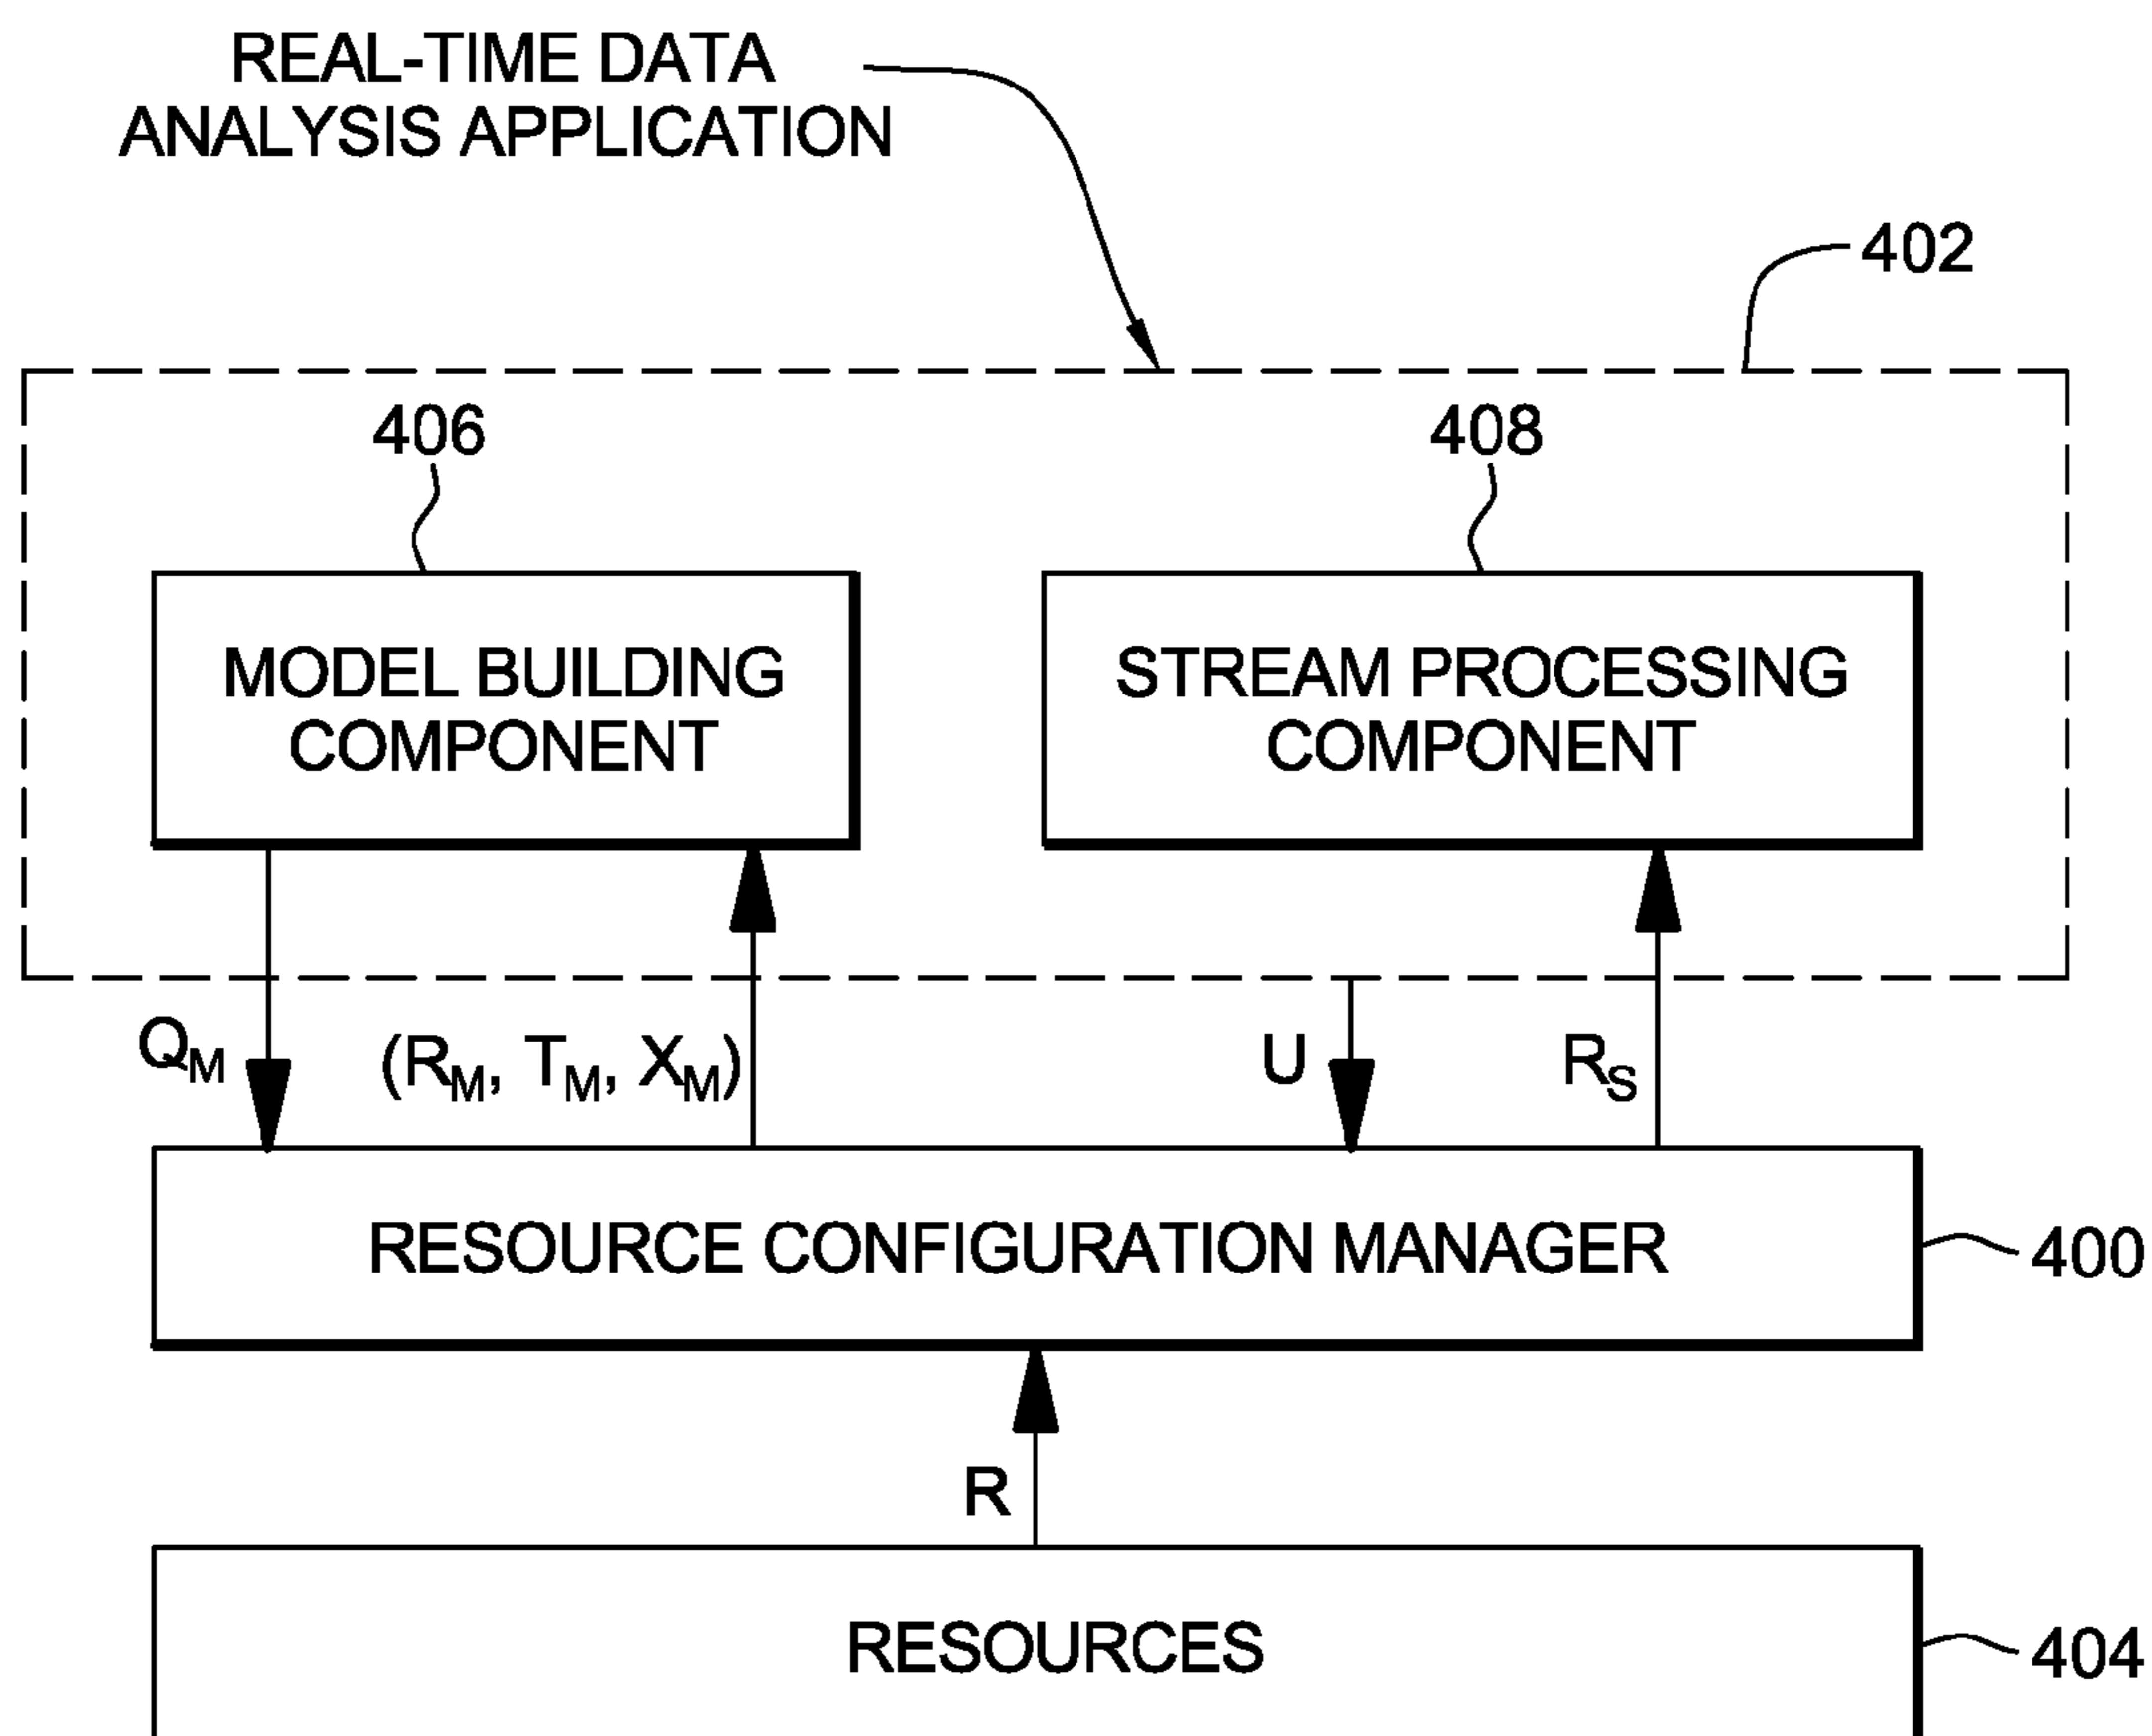 REAL-TIME DATA
ANALYSIS APPLICATION
402
406
408
MODEL BUILDING
COMPONENT
STREAM PROCESSING
COMPONENT
QM
(RM, TM, XM)
U
RS
RESOURCE CONFIGURATION MANAGER
400
R
RESOURCES
404